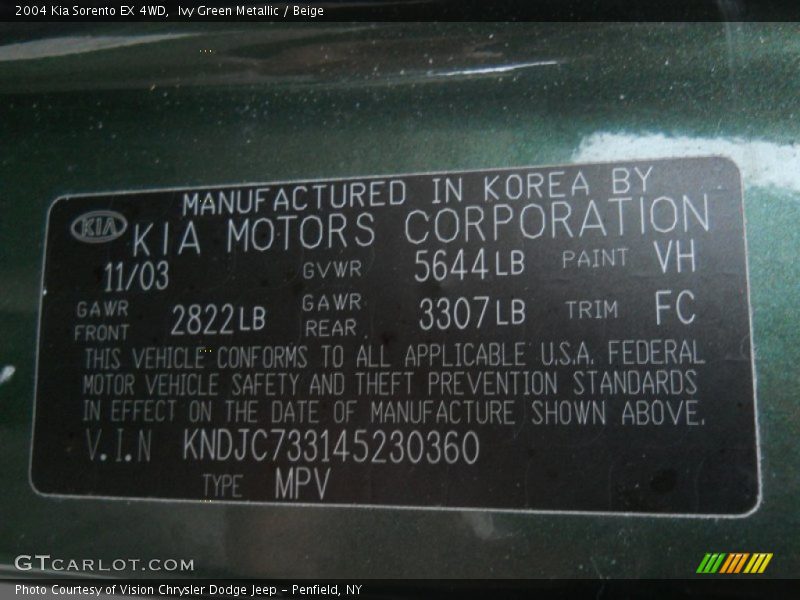 2004 Kia Sorento EX 4WD, Ivy Green Metallic / Beige
MANUFACTURED IN KOREA BY
KIA KIA MOTORS CORPORATION
11/03 GVWR 5644LB PAINT VH
GAWR FRONT 2822LB GAWR REAR 3307LB TRIM FC
THIS VEHICLE CONFORMS TO ALL APPLICABLE U.S.A. FEDERAL
MOTOR VEHICLE SAFETY AND THEFT PREVENTION STANDARDS
IN EFFECT ON THE DATE OF MANUFACTURE SHOWN ABOVE.
V.I.N KNDJC733145230360
TYPE MPV
GTCARLOT.COM
Photo Courtesy of Vision Chrysler Dodge Jeep - Penfield, NY